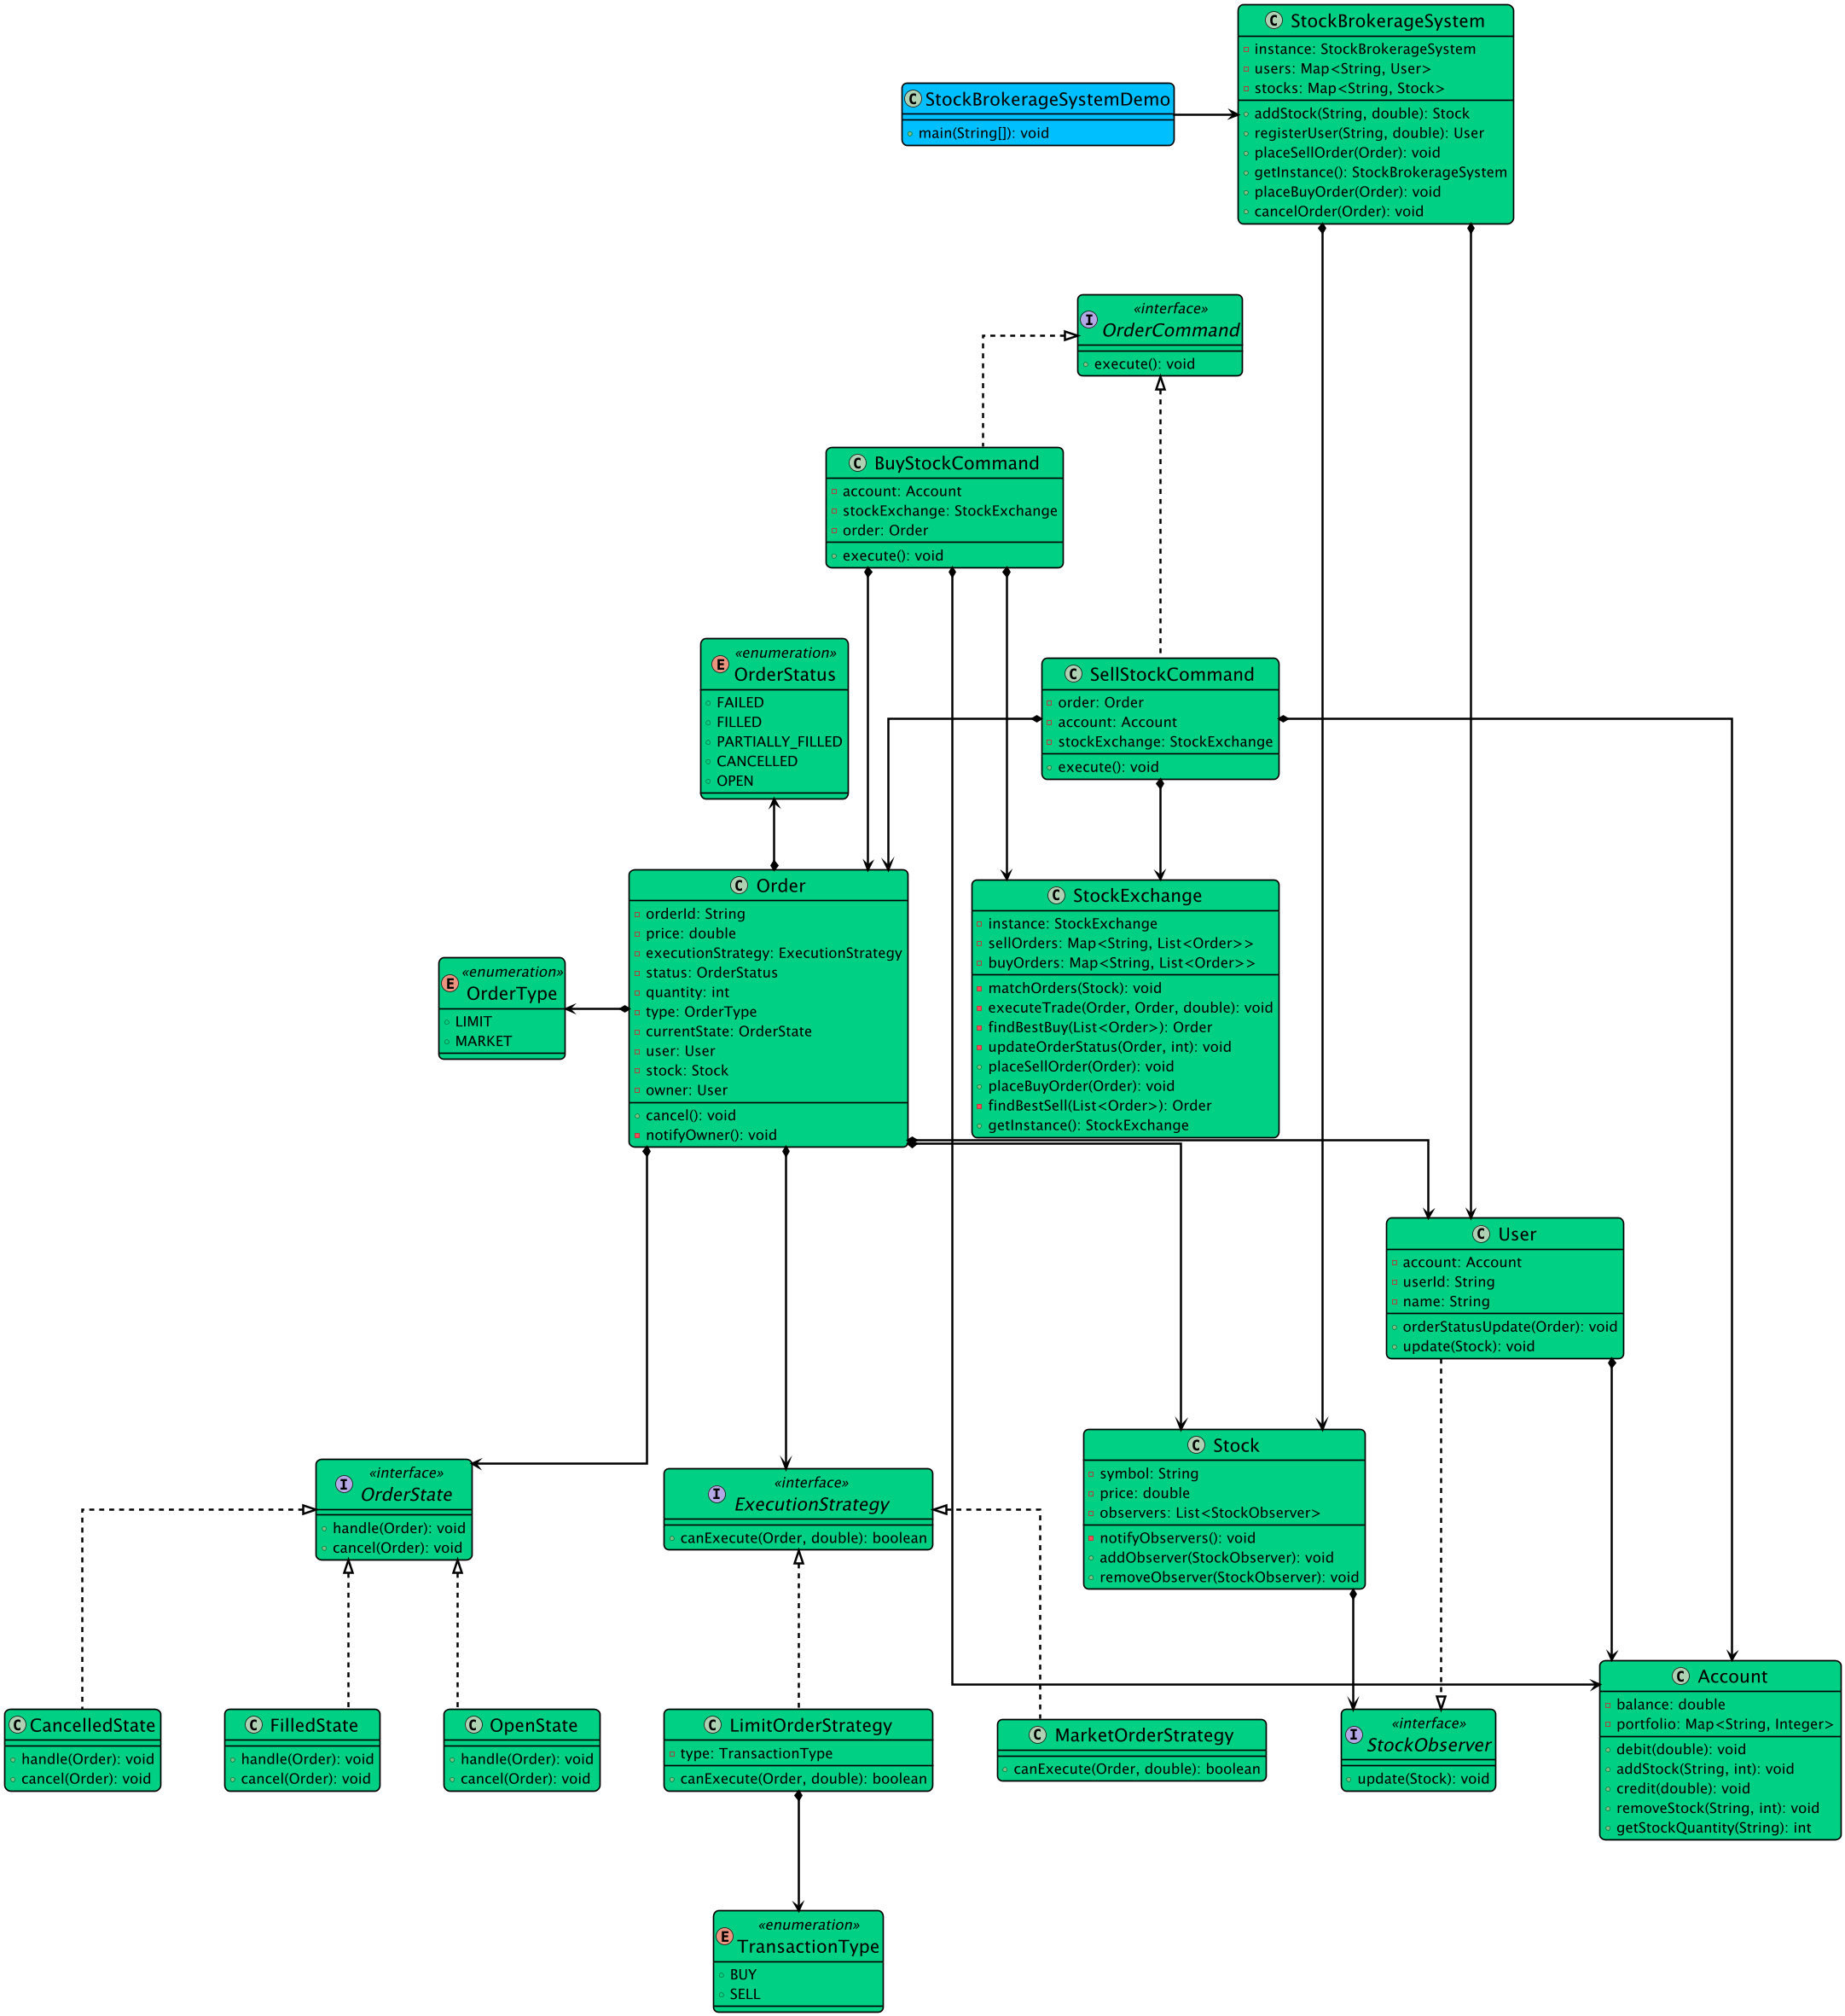 StockBrokerageSystem
instance: StockBrokerageSystem
users: Map<String, User>
stocks: Map<String, Stock>
addStock(String, double): Stock
registerUser(String, double): User
placeSellOrder(Order): void
getInstance(): StockBrokerageSystem
placeBuyOrder(Order): void
cancelOrder(Order): void
StockBrokerageSystemDemo
main(String[]): void
«interface»
OrderCommand
execute(): void
BuyStockCommand
account: Account
stockExchange: StockExchange
order: Order
execute(): void
«enumeration»
OrderStatus
FAILED
FILLED
PARTIALLY_FILLED
CANCELLED
OPEN
SellStockCommand
order: Order
account: Account
stockExchange: StockExchange
execute(): void
Order
orderId: String
price: double
executionStrategy: ExecutionStrategy
status: OrderStatus
quantity: int
type: OrderType
currentState: OrderState
user: User
stock: Stock
owner: User
cancel(): void
notifyOwner(): void
StockExchange
instance: StockExchange
sellOrders: Map<String, List<Order>>
buyOrders: Map<String, List<Order>>
matchOrders(Stock): void
executeTrade(Order, Order, double): void
findBestBuy(List<Order>): Order
updateOrderStatus(Order, int): void
placeSellOrder(Order): void
placeBuyOrder(Order): void
findBestSell(List<Order>): Order
getInstance(): StockExchange
«enumeration»
OrderType
LIMIT
MARKET
User
account: Account
userId: String
name: String
orderStatusUpdate(Order): void
update(Stock): void
«interface»
OrderState
handle(Order): void
cancel(Order): void
«interface»
ExecutionStrategy
canExecute(Order, double): boolean
Stock
symbol: String
price: double
observers: List<StockObserver>
notifyObservers(): void
addObserver(StockObserver): void
removeObserver(StockObserver): void
CancelledState
handle(Order): void
cancel(Order): void
FilledState
handle(Order): void
cancel(Order): void
OpenState
handle(Order): void
cancel(Order): void
LimitOrderStrategy
type: TransactionType
canExecute(Order, double): boolean
MarketOrderStrategy
canExecute(Order, double): boolean
«interface»
StockObserver
update(Stock): void
Account
balance: double
portfolio: Map<String, Integer>
debit(double): void
addStock(String, int): void
credit(double): void
removeStock(String, int): void
getStockQuantity(String): int
«enumeration»
TransactionType
BUY
SELL